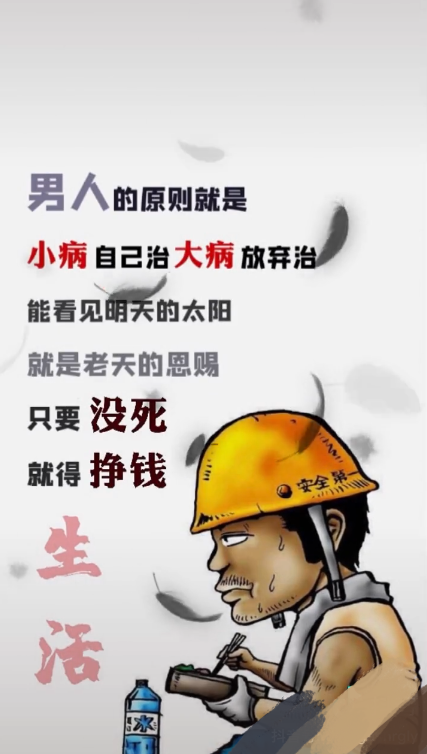 男人的原则就是
小病自己治大病放弃治
能看见明天的太阳
就是老天的恩赐
只要没死
就得挣钱
生活
安全第一
水